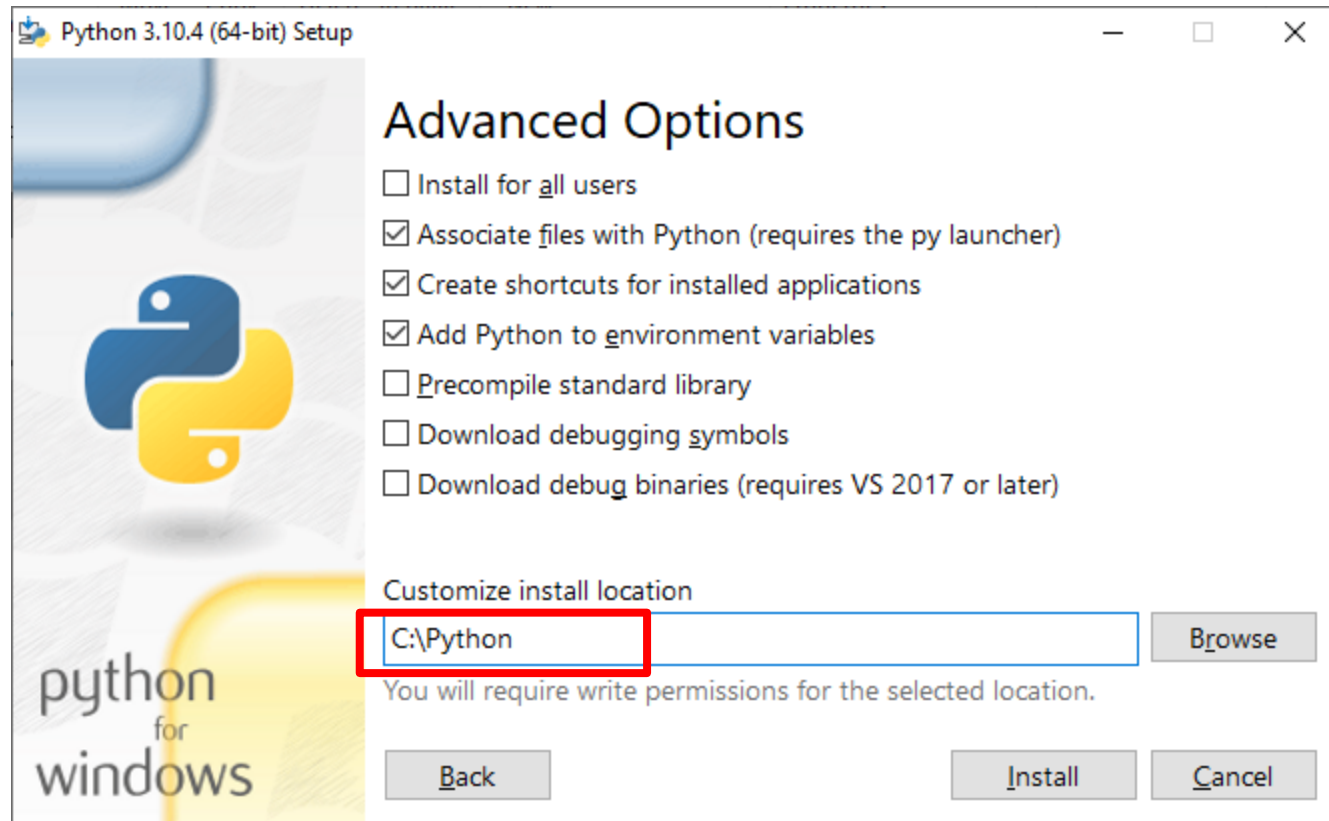 Python 3.10.4 (64-bit) Setup
Advanced Options
Install for all users
Associate files with Python (requires the py launcher)
Create shortcuts for installed applications
Add Python to environment variables
Precompile standard library
Download debugging symbols
Download debug binaries (requires VS 2017 or later)
Customize install location
C:\Python
Browse
You will require write permissions for the selected location.
python
for
windows
Back
Install
Cancel